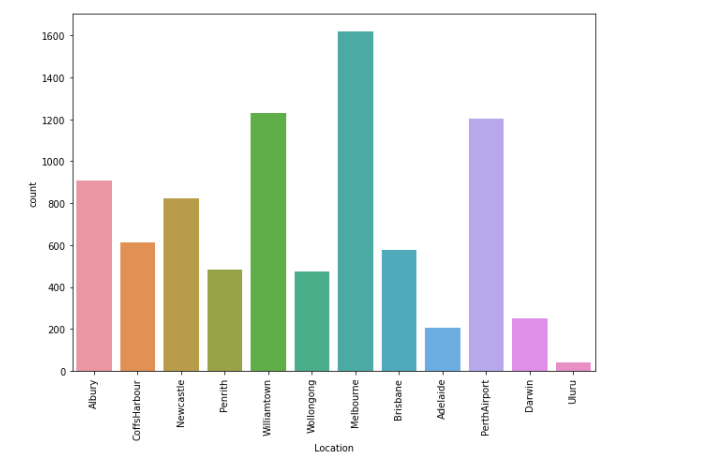 1600
1400
1200
1000
800
600
400
200
0
count
Albury
CoffsHarbour
Newcastle
Penrith
Williamtown
Wollongong
Melbourne
Brisbane
Adelaide
PerthAirport
Darwin
Uluru
Location